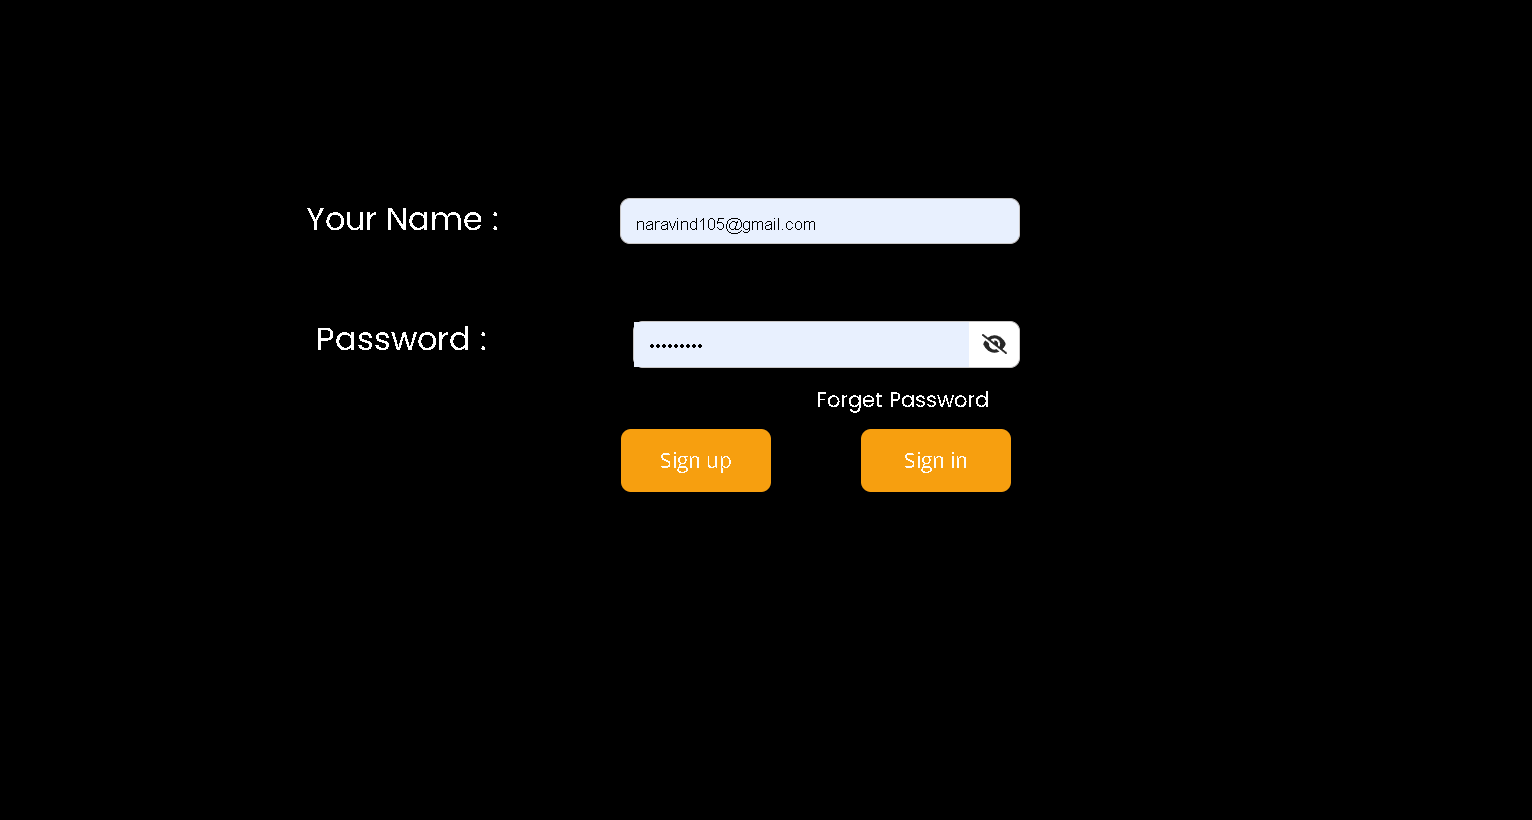 Your Name :
naravind105@gmail.com
Password :
•••••••••
Forget Password
Sign up
Sign in